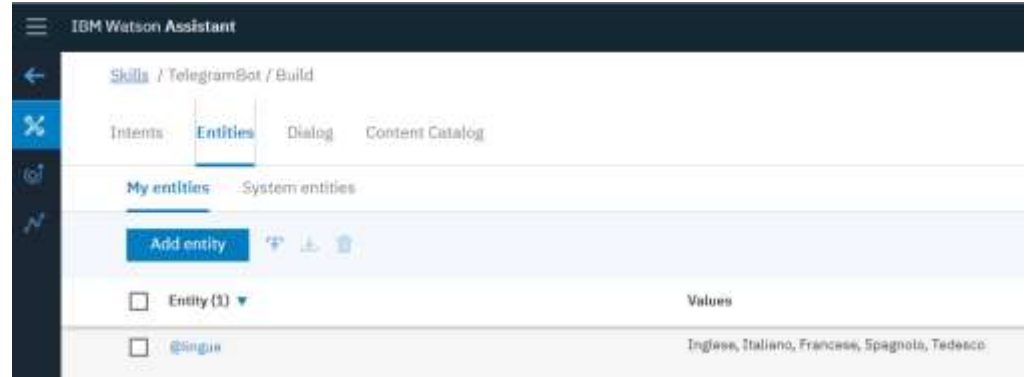 IBM Watson Assistant
Skills / TelegramBot / Build
Intents Entities Dialog Content Catalog
My entities System entities
Add entity
Entity (1) Values
@lingue Inglese, Italiano, Francese, Spagnolo, Tedesco